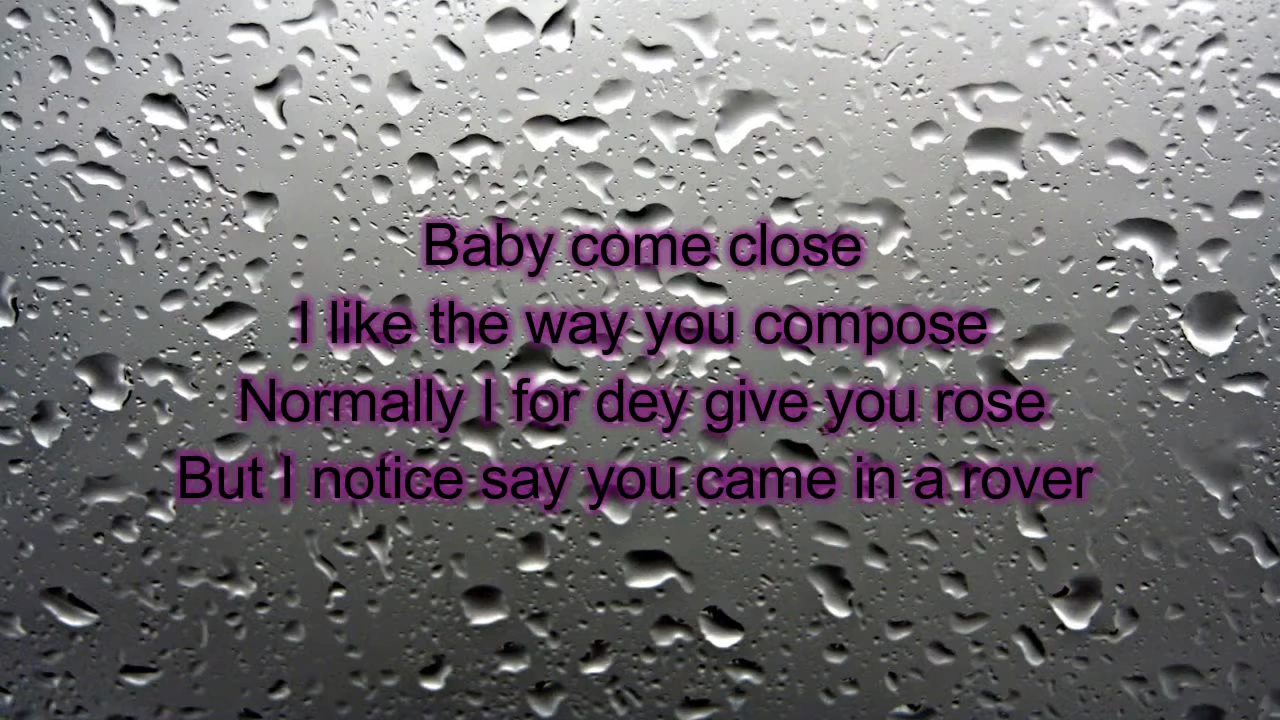 Baby come close
I like the way you compose
Normally I for dey give you rose
But I notice say you came in a rover